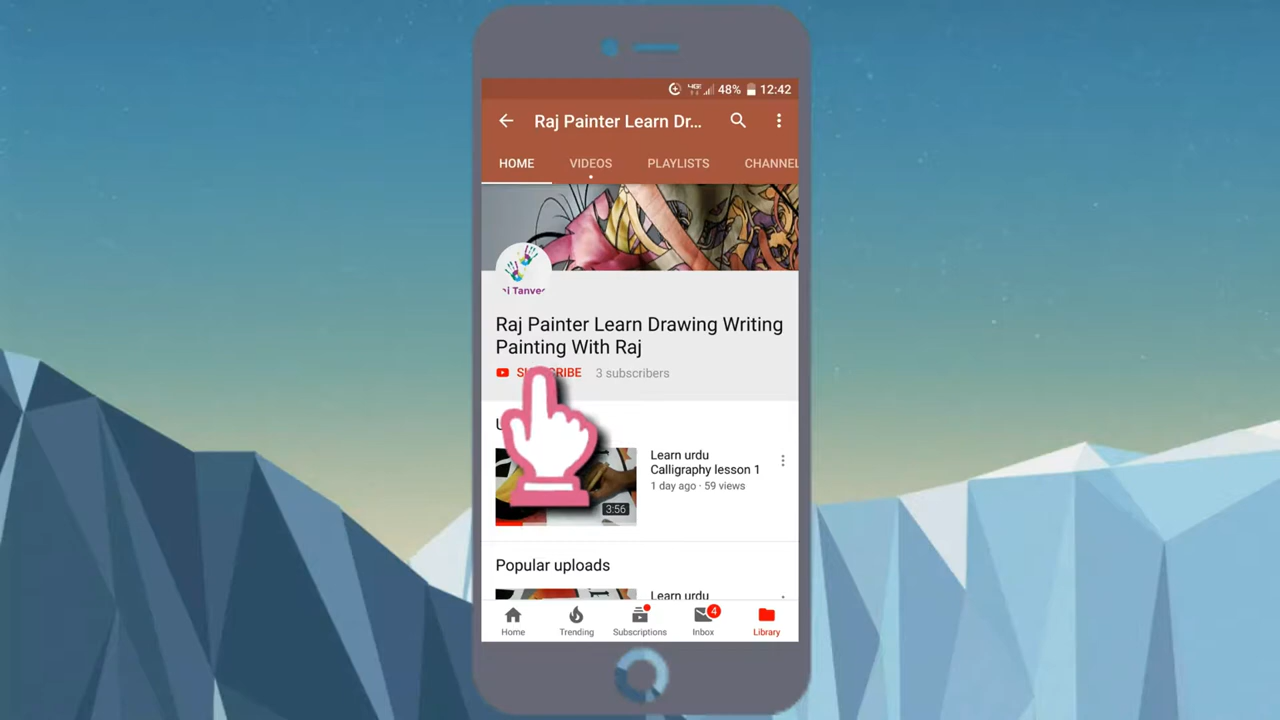 48% 12:42
Raj Painter Learn Dr...
HOME VIDEOS PLAYLISTS CHANNEL
Raj Painter Learn Drawing Writing
Painting With Raj
3 subscribers
Learn urdu
Calligraphy lesson 1
1 day ago · 59 views
3:56
Popular uploads
Learn urdu
4
Home Trending Subscriptions Inbox Library